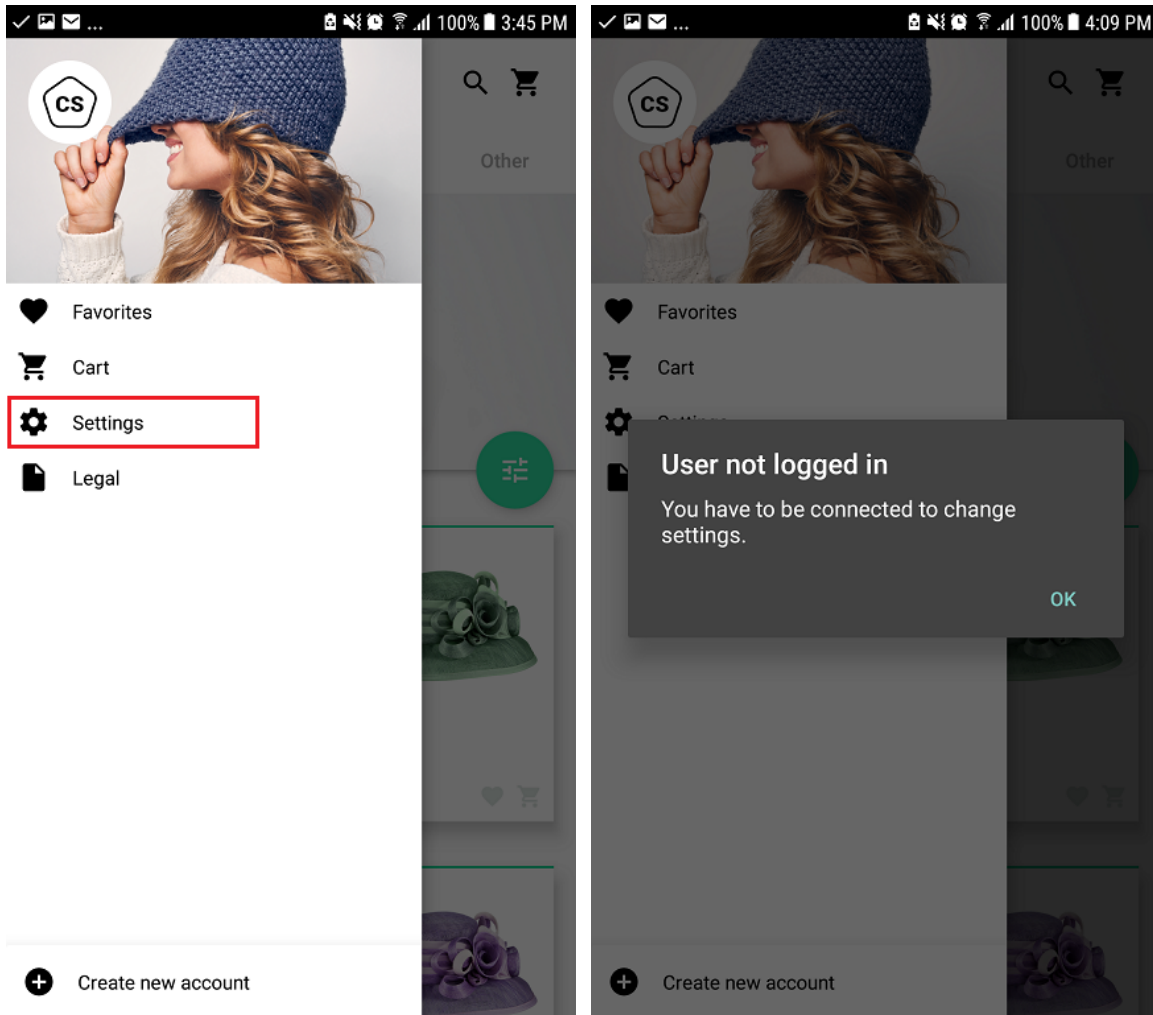 ... 100% 3:45 PM
CS
Other
Favorites
Cart
Settings
Legal
Create new account
... 100% 4:09 PM
CS
Other
Favorites
Cart
Settings
User not logged in
You have to be connected to change
settings.
OK
Create new account